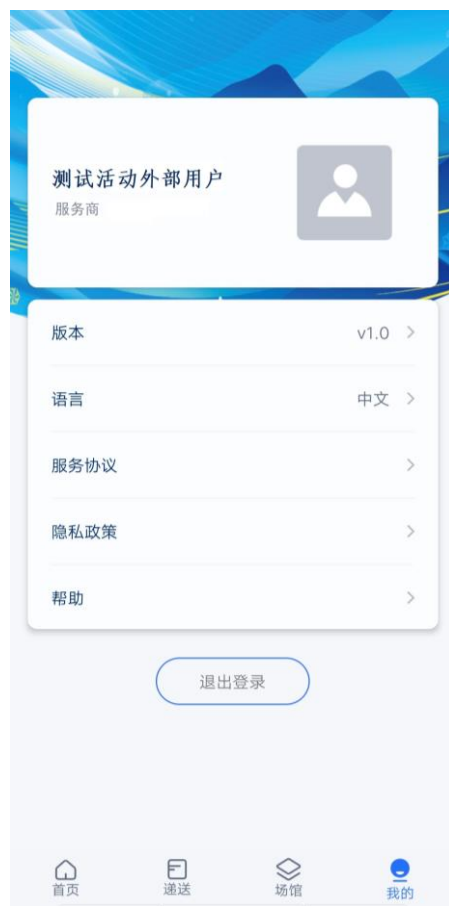 测试活动外部用户
服务商
版本 v1.0
语言 中文
服务协议
隐私政策
帮助
退出登录
首页 递送 场馆 我的